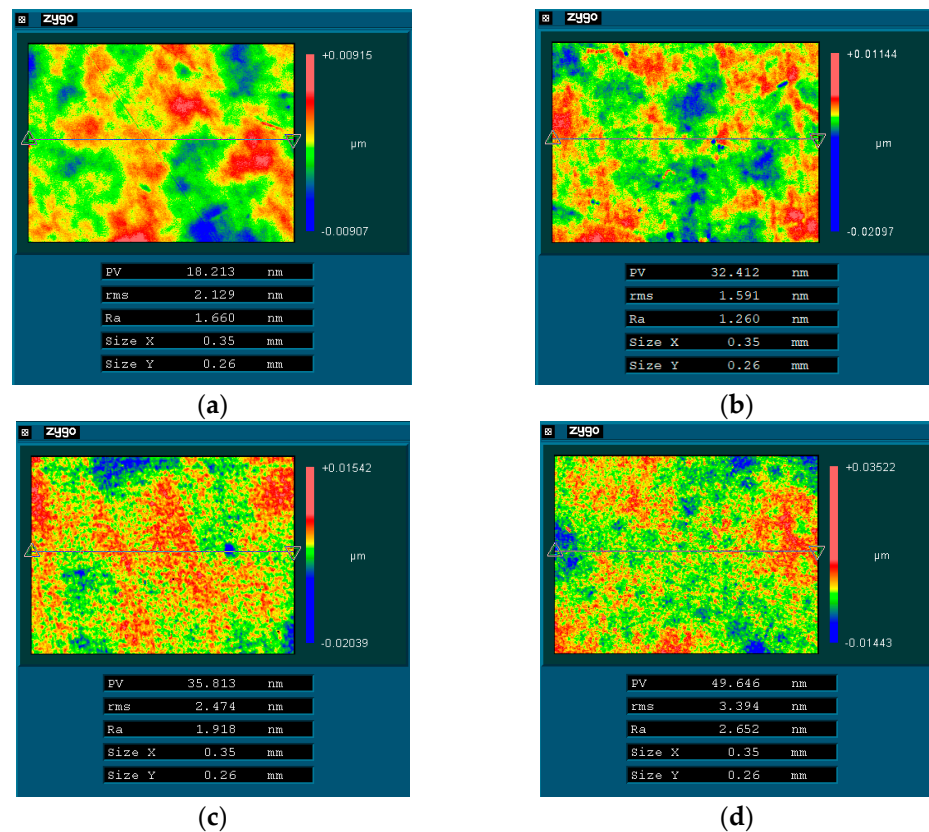 zygo
+0.00915
µm
-0.00907
PV 18.213 nm
rms 2.129 nm
Ra 1.660 nm
Size X 0.35 mm
Size Y 0.26 mm
(a)
zygo
+0.01144
µm
-0.02097
PV 32.412 nm
rms 1.591 nm
Ra 1.260 nm
Size X 0.35 mm
Size Y 0.26 mm
(b)
zygo
+0.01542
µm
-0.02039
PV 35.813 nm
rms 2.474 nm
Ra 1.918 nm
Size X 0.35 mm
Size Y 0.26 mm
(c)
zygo
+0.03522
µm
-0.01443
PV 49.646 nm
rms 3.394 nm
Ra 2.652 nm
Size X 0.35 mm
Size Y 0.26 mm
(d)